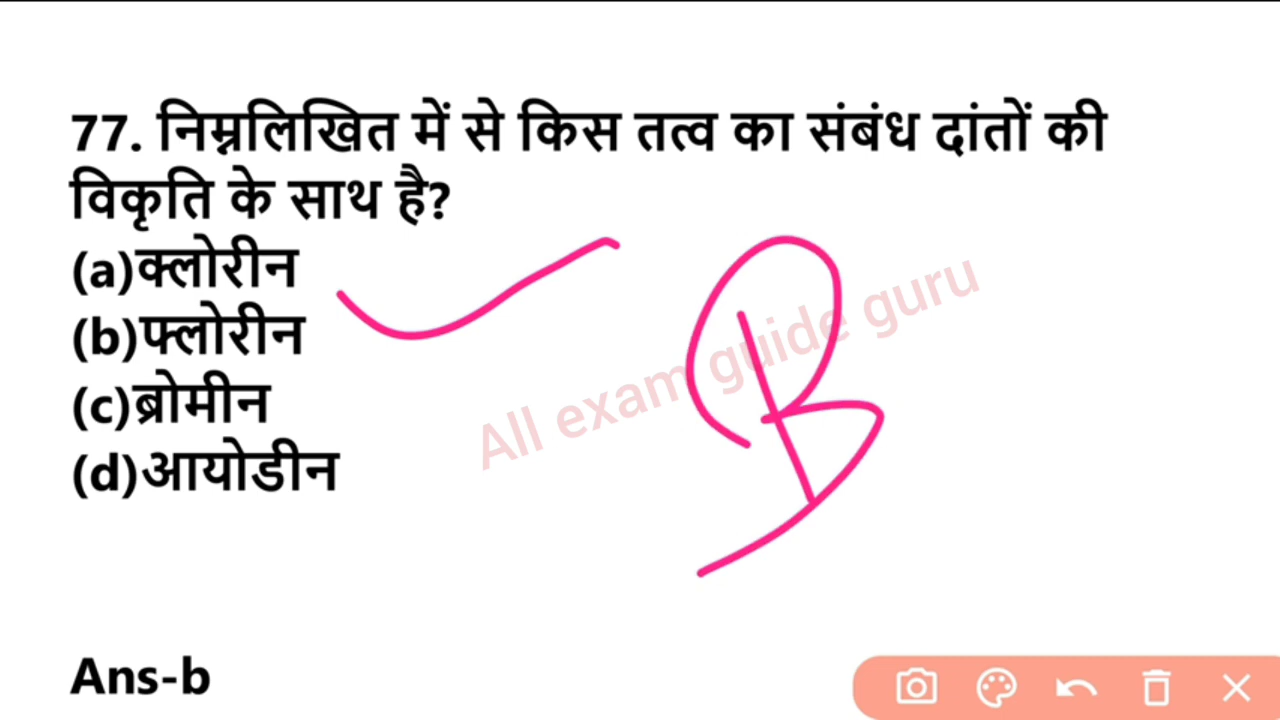 77. निम्नलिखित में से किस तत्व का संबंध दांतों की
विकृति के साथ है?
(a)क्लोरीन
(b)फ्लोरीन
(c)ब्रोमीन
(d)आयोडीन
All exam guide guru
B
Ans-b